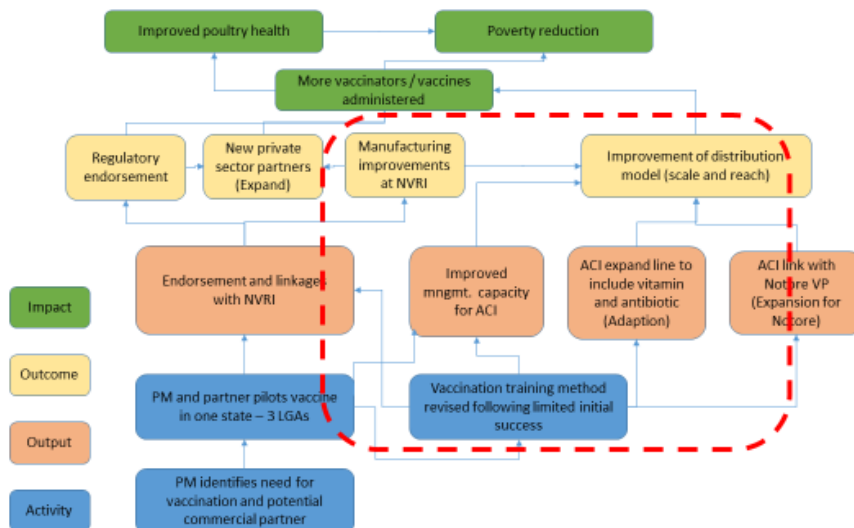 Improved poultry health
Poverty reduction
More vaccinators / vaccines
administered
Regulatory
endorsement
New private
sector partners
(Expand)
Manufacturing
improvements
at NVRI
Improvement of distribution
model (scale and reach)
Endorsement and linkages
with NVRI
Improved
mngmt. capacity
for ACI
ACI expand line to
include vitamin
and antibiotic
(Adaption)
ACI link with
Notore VP
(Expansion for
Notore)
Impact
Outcome
Output
Activity
PM and partner pilots vaccine
in one state – 3 LGAs
Vaccination training method
revised following limited initial
success
PM identifies need for
vaccination and potential
commercial partner